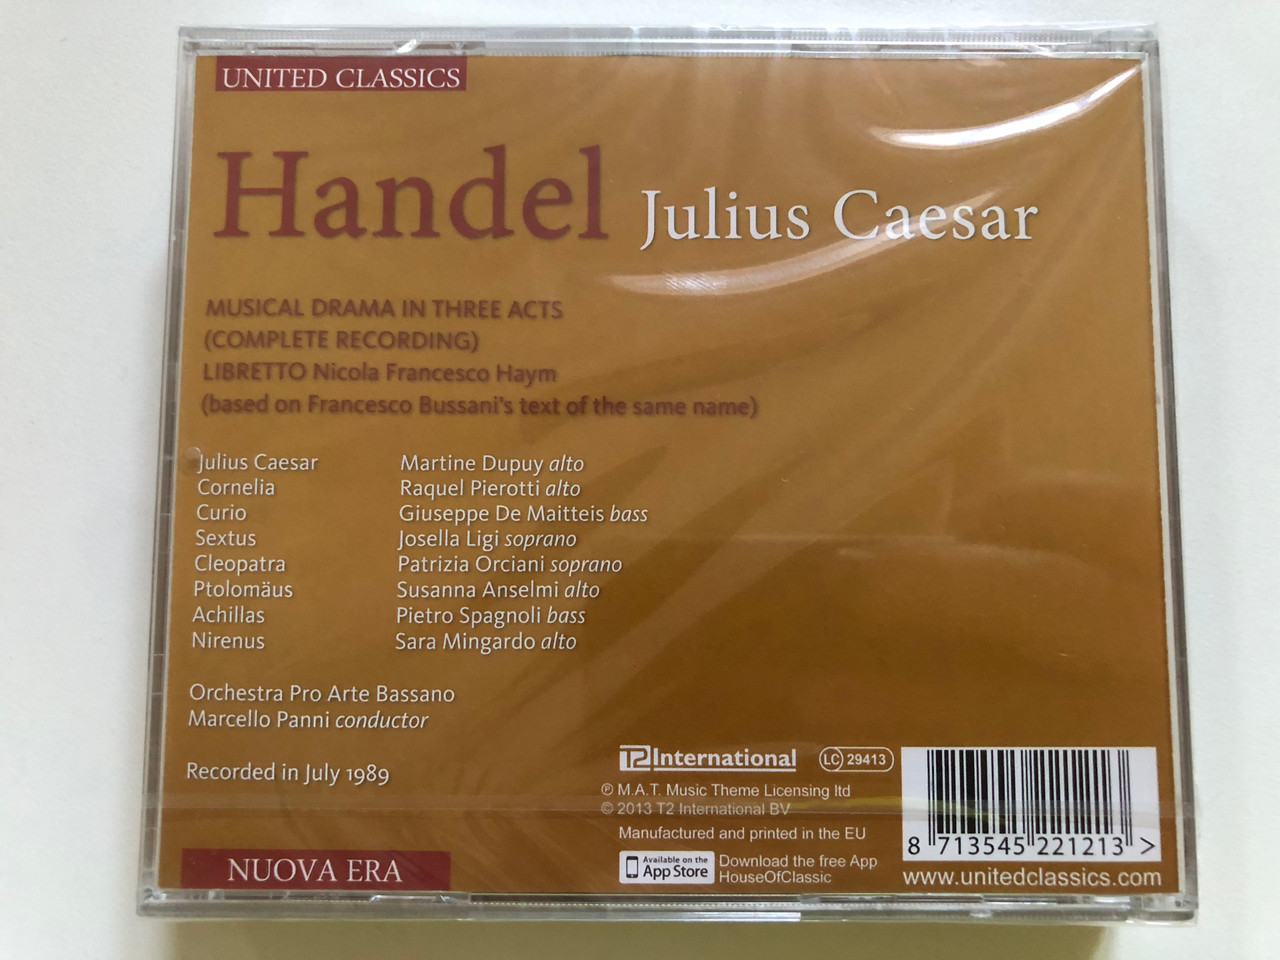 UNITED CLASSICS
Handel Julius Caesar
MUSICAL DRAMA IN THREE ACTS
(COMPLETE RECORDING)
LIBRETTO Nicola Francesco Haym
(based on Francesco Bussani's text of the same name)
Julius Caesar Martine Dupuy alto
Cornelia Raquel Pierotti alto
Curio Giuseppe De Maitteis bass
Sextus Josella Ligi soprano
Cleopatra Patrizia Orciani soprano
Ptolomäus Susanna Anselmi alto
Achillas Pietro Spagnoli bass
Nirenus Sara Mingardo alto
Orchestra Pro Arte Bassano
Marcello Panni conductor
Recorded in July 1989
T2 International LC 29413
℗ M.A.T. Music Theme Licensing ltd
© 2013 T2 International BV
Manufactured and printed in the EU
Available on the
App Store
Download the free App
HouseOfClassic
8 713545 221213 >
www.unitedclassics.com
NUOVA ERA